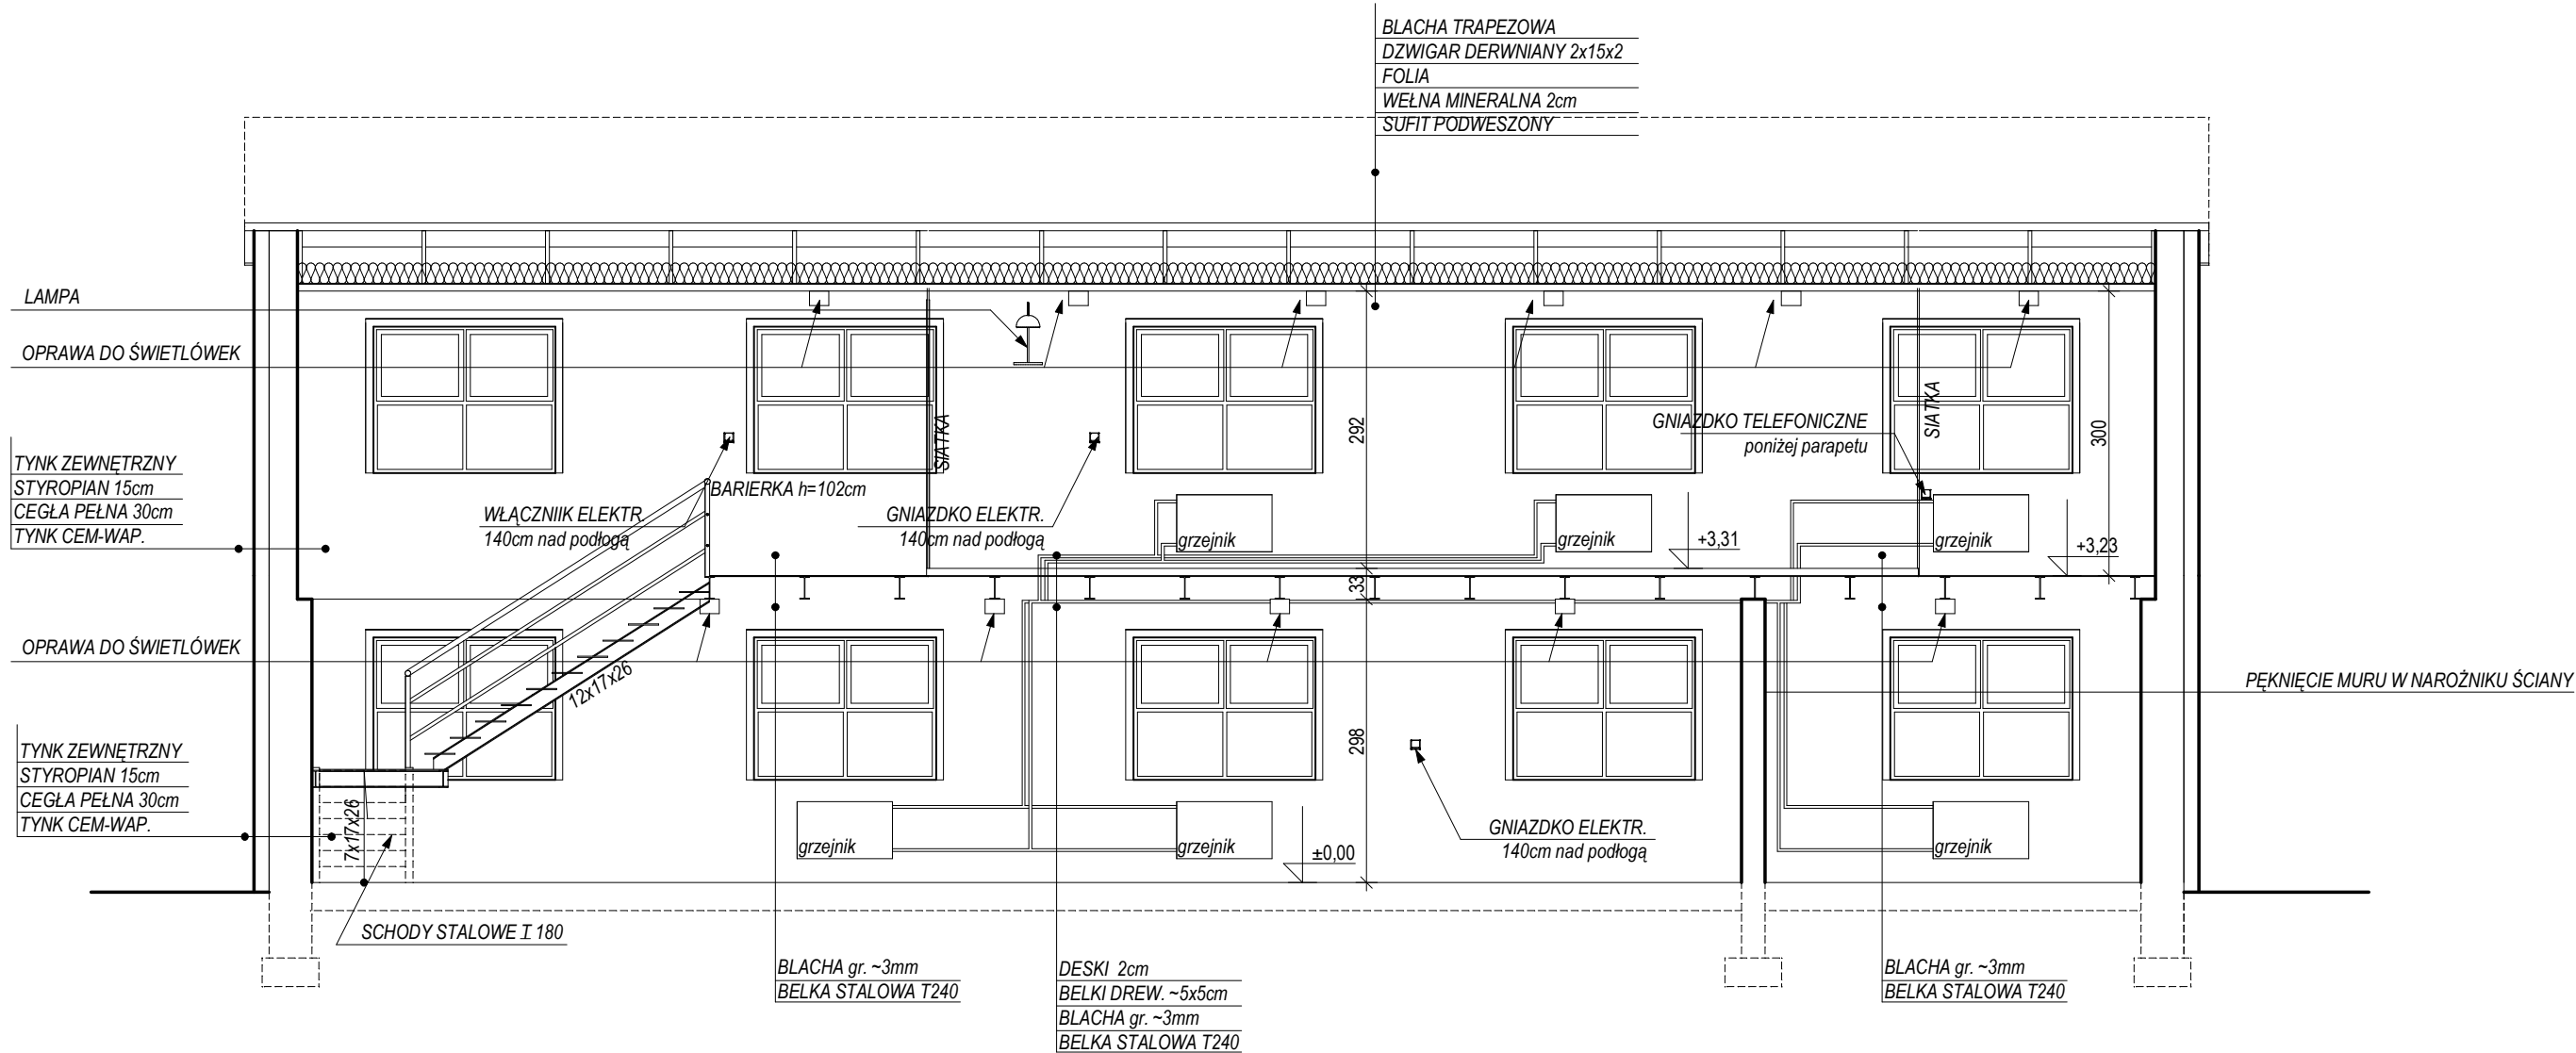 BLACHA TRAPEZOWA
DZWIGAR DERWNIANY 2x15x2
FOLIA
WEŁNA MINERALNA 2cm
SUFIT PODWESZONY
LAMPA
OPRAWA DO ŚWIETLÓWEK
SIATKA
SIATKA
292
300
GNIAZDKO TELEFONICZNE
poniżej parapetu
TYNK ZEWNĘTRZNY
STYROPIAN 15cm
CEGŁA PEŁNA 30cm
TYNK CEM-WAP.
BARIERKA h=102cm
WŁĄCZNIK ELEKTR.
140cm nad podłogą
GNIAZDKO ELEKTR.
140cm nad podłogą
grzejnik
grzejnik
grzejnik
+3,31
+3,23
33
OPRAWA DO ŚWIETLÓWEK
12x17x26
PĘKNIĘCIE MURU W NAROŻNIKU ŚCIANY
298
TYNK ZEWNĘTRZNY
STYROPIAN 15cm
CEGŁA PEŁNA 30cm
TYNK CEM-WAP.
7x17x26
grzejnik
grzejnik
grzejnik
±0,00
GNIAZDKO ELEKTR.
140cm nad podłogą
SCHODY STALOWE I 180
BLACHA gr. ~3mm
BELKA STALOWA T240
DESKI 2cm
BELKI DREW. ~5x5cm
BLACHA gr. ~3mm
BELKA STALOWA T240
BLACHA gr. ~3mm
BELKA STALOWA T240